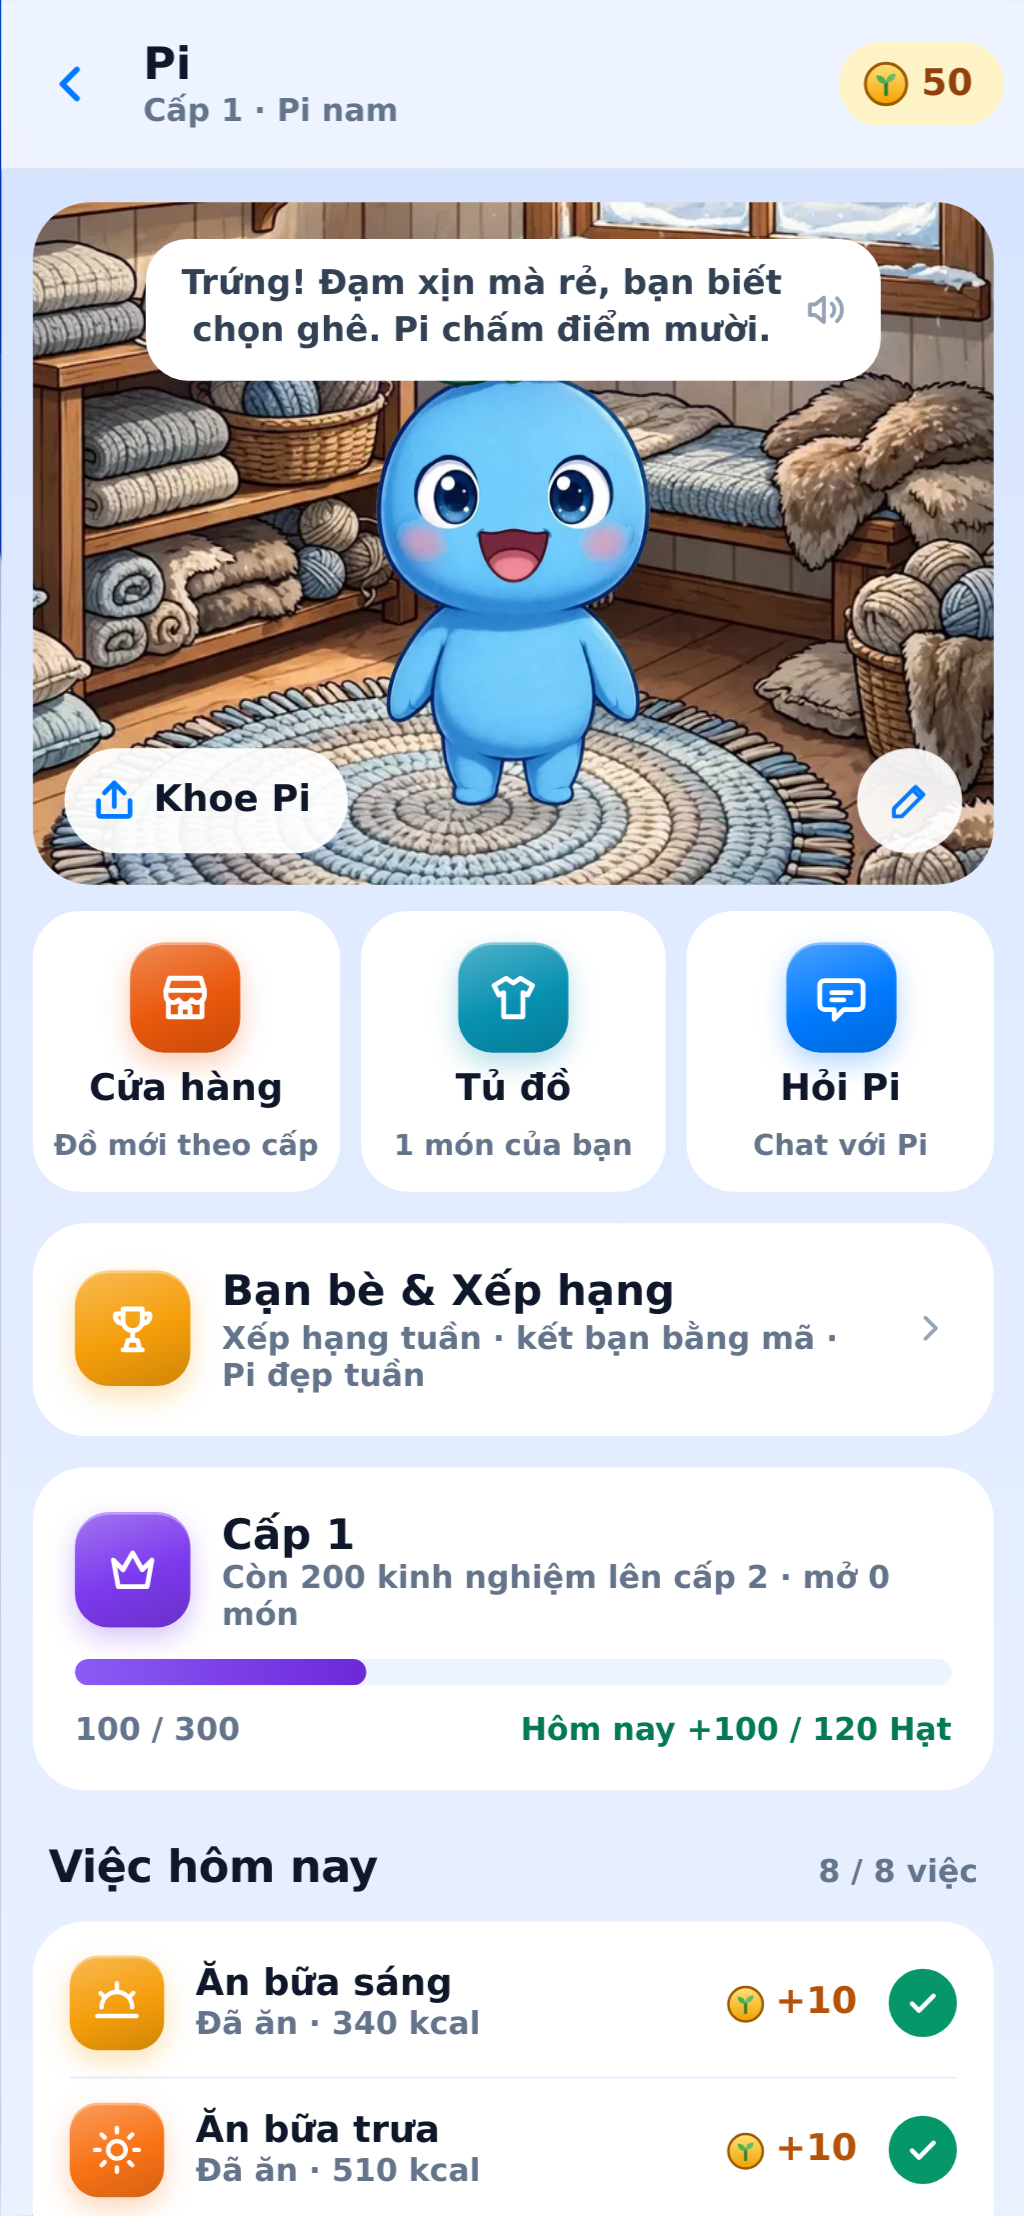 Pi
Cấp 1 · Pi nam
50
Trứng! Đạm xịn mà rẻ, bạn biết
chọn ghê. Pi chấm điểm mười.
Khoe Pi
Cửa hàng
Đồ mới theo cấp
Tủ đồ
1 món của bạn
Hỏi Pi
Chat với Pi
Bạn bè & Xếp hạng
Xếp hạng tuần · kết bạn bằng mã ·
Pi đẹp tuần
Cấp 1
Còn 200 kinh nghiệm lên cấp 2 · mở 0
món
100 / 300
Hôm nay +100 / 120 Hạt
Việc hôm nay
8 / 8 việc
Ăn bữa sáng
Đã ăn · 340 kcal
+10
Ăn bữa trưa
Đã ăn · 510 kcal
+10